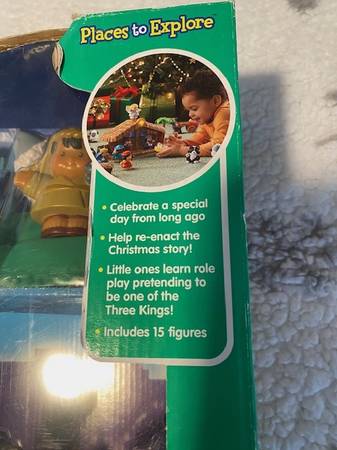 Places to Explore
• Celebrate a special
day from long ago
• Help re-enact the
Christmas story!
• Little ones learn role
play pretending to
be one of the
Three Kings!
• Includes 15 figures